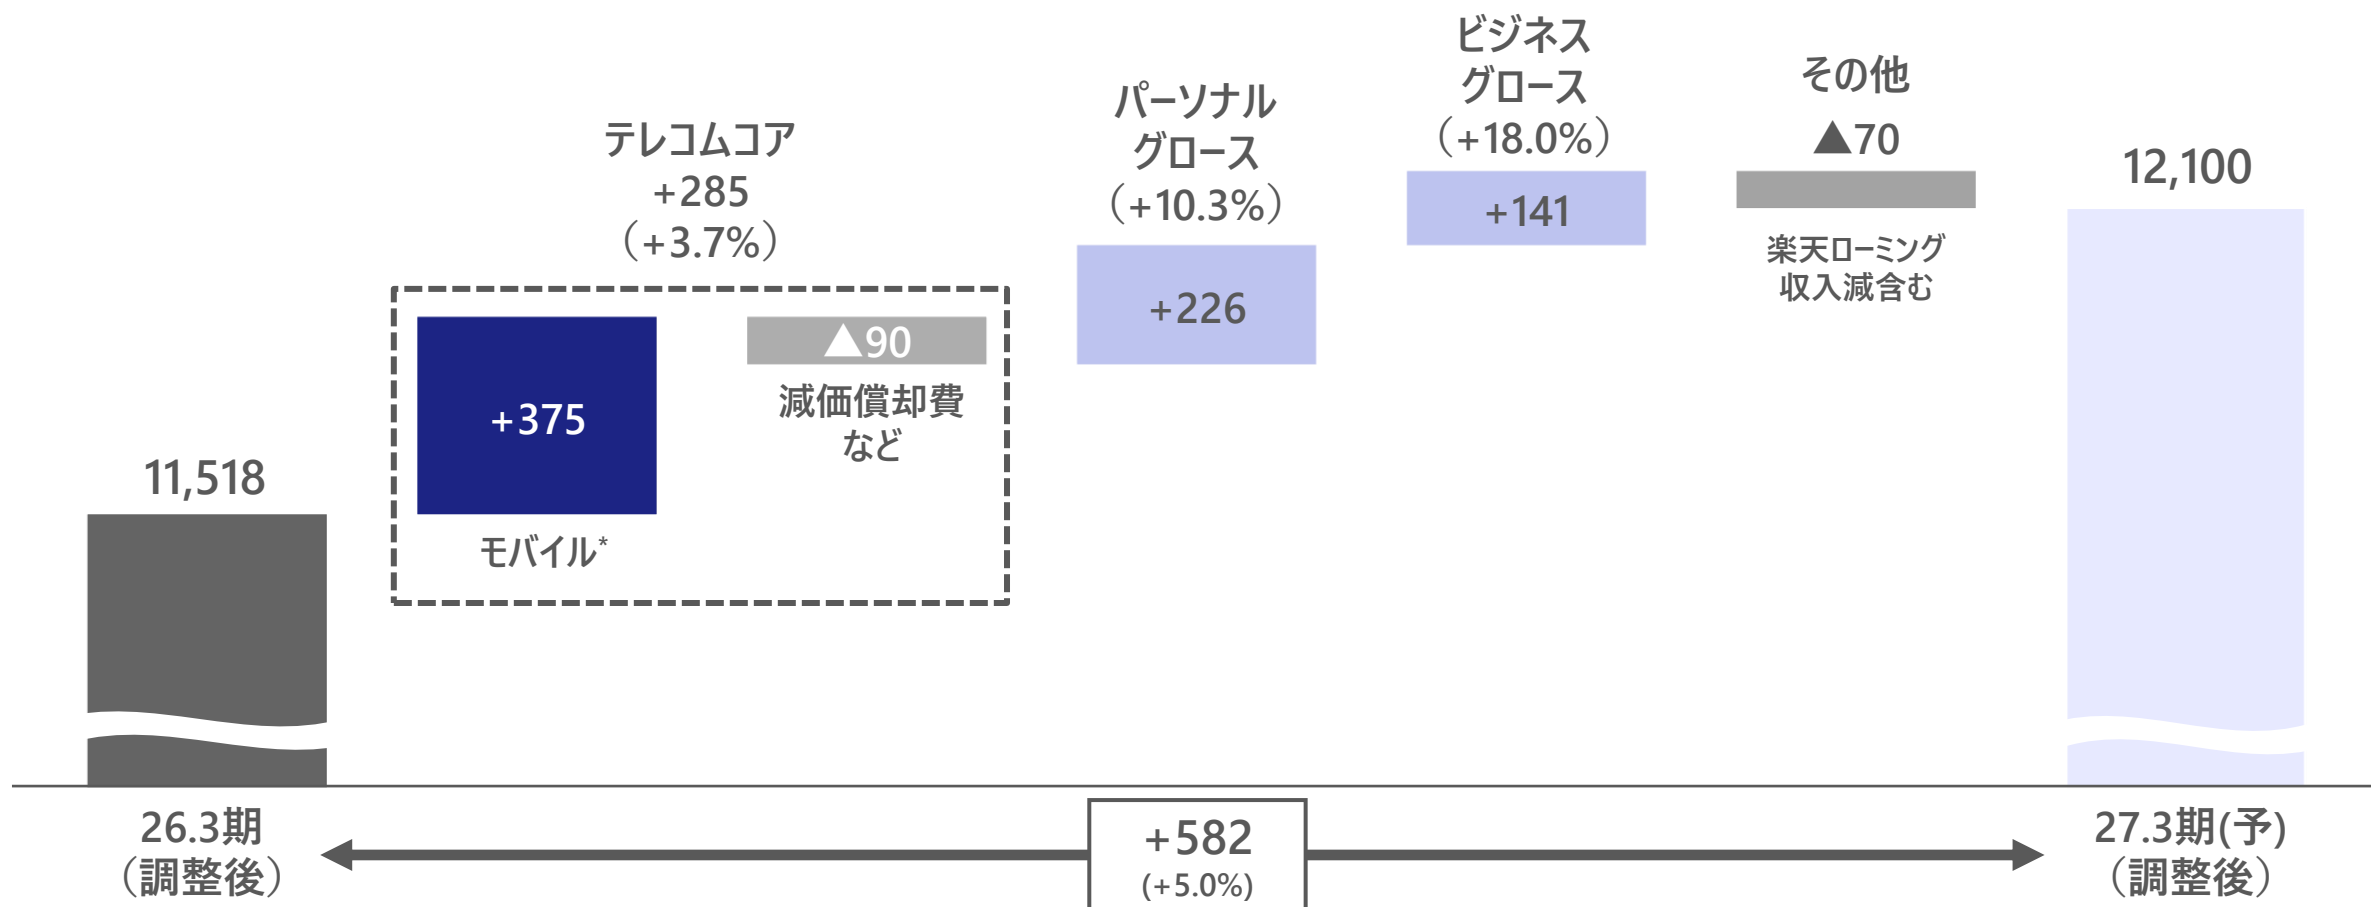 11,518
26.3期
（調整後）
テレコムコア
+285
（+3.7%）
+375
モバイル*
▲90
減価償却費
など
パーソナル
グロース
（+10.3%）
+226
ビジネス
グロース
（+18.0%）
+141
その他
▲70
楽天ローミング
収入減含む
12,100
27.3期(予)
（調整後）
+582
(+5.0%)